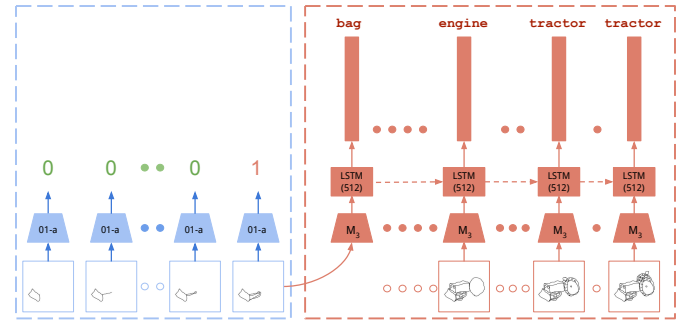 bag engine tractor tractor
0 0 0 1
LSTM (512) LSTM (512) LSTM (512) LSTM (512)
01-a 01-a 01-a 01-a M3 M3 M3 M3